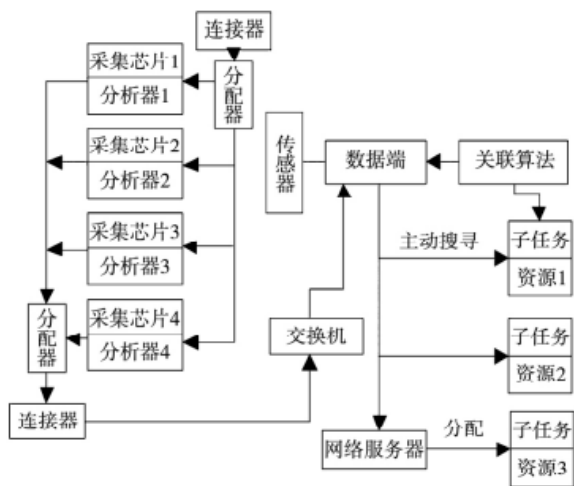 连接器
采集芯片1
分析器1
分配器
采集芯片2
分析器2
传感器
数据端
关联算法
采集芯片3
分析器3
主动搜寻
子任务
资源1
采集芯片4
分析器4
分配器
交换机
子任务
资源2
连接器
网络服务器
分配
子任务
资源3